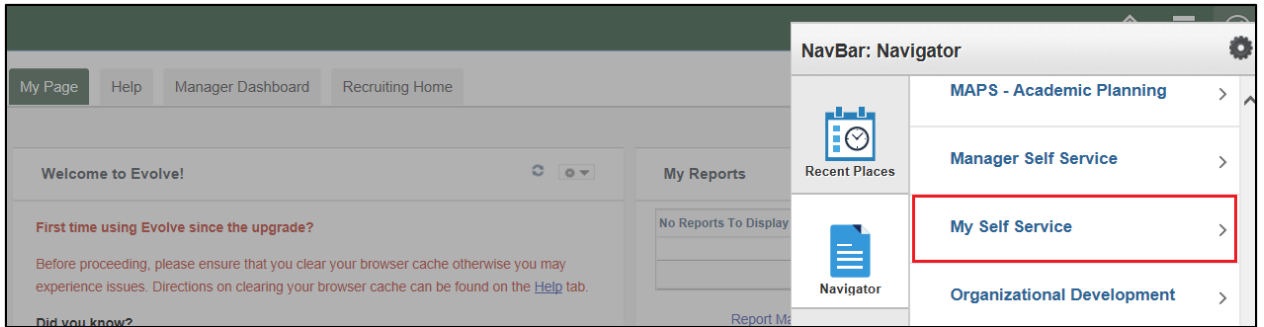 NavBar: Navigator
My Page Help Manager Dashboard Recruiting Home
MAPS - Academic Planning
Recent Places
Manager Self Service
Welcome to Evolve!
My Reports
First time using Evolve since the upgrade?
No Reports To Display
My Self Service
Before proceeding, please ensure that you clear your browser cache otherwise you may
experience issues. Directions on clearing your browser cache can be found on the Help tab.
Navigator
Organizational Development
Did you know?
Report Ma